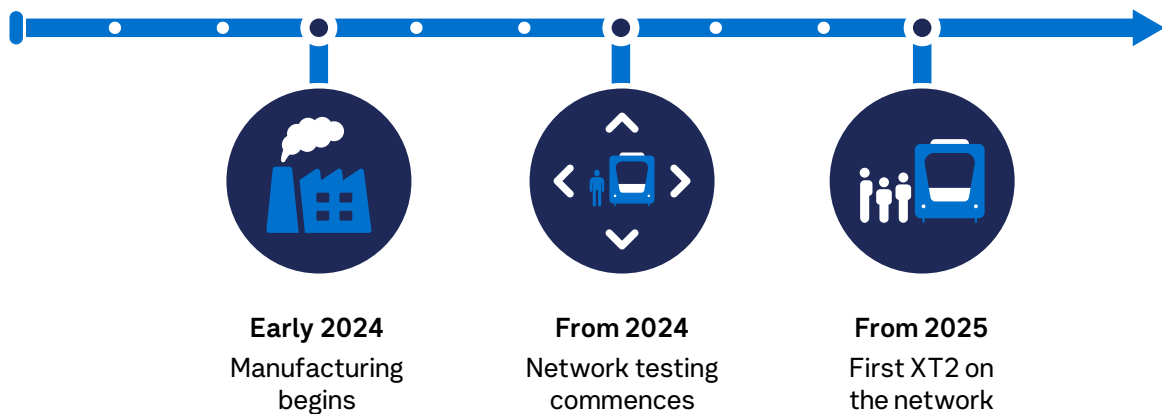 Early 2024
Manufacturing
begins
From 2024
Network testing
commences
From 2025
First XT2 on
the network